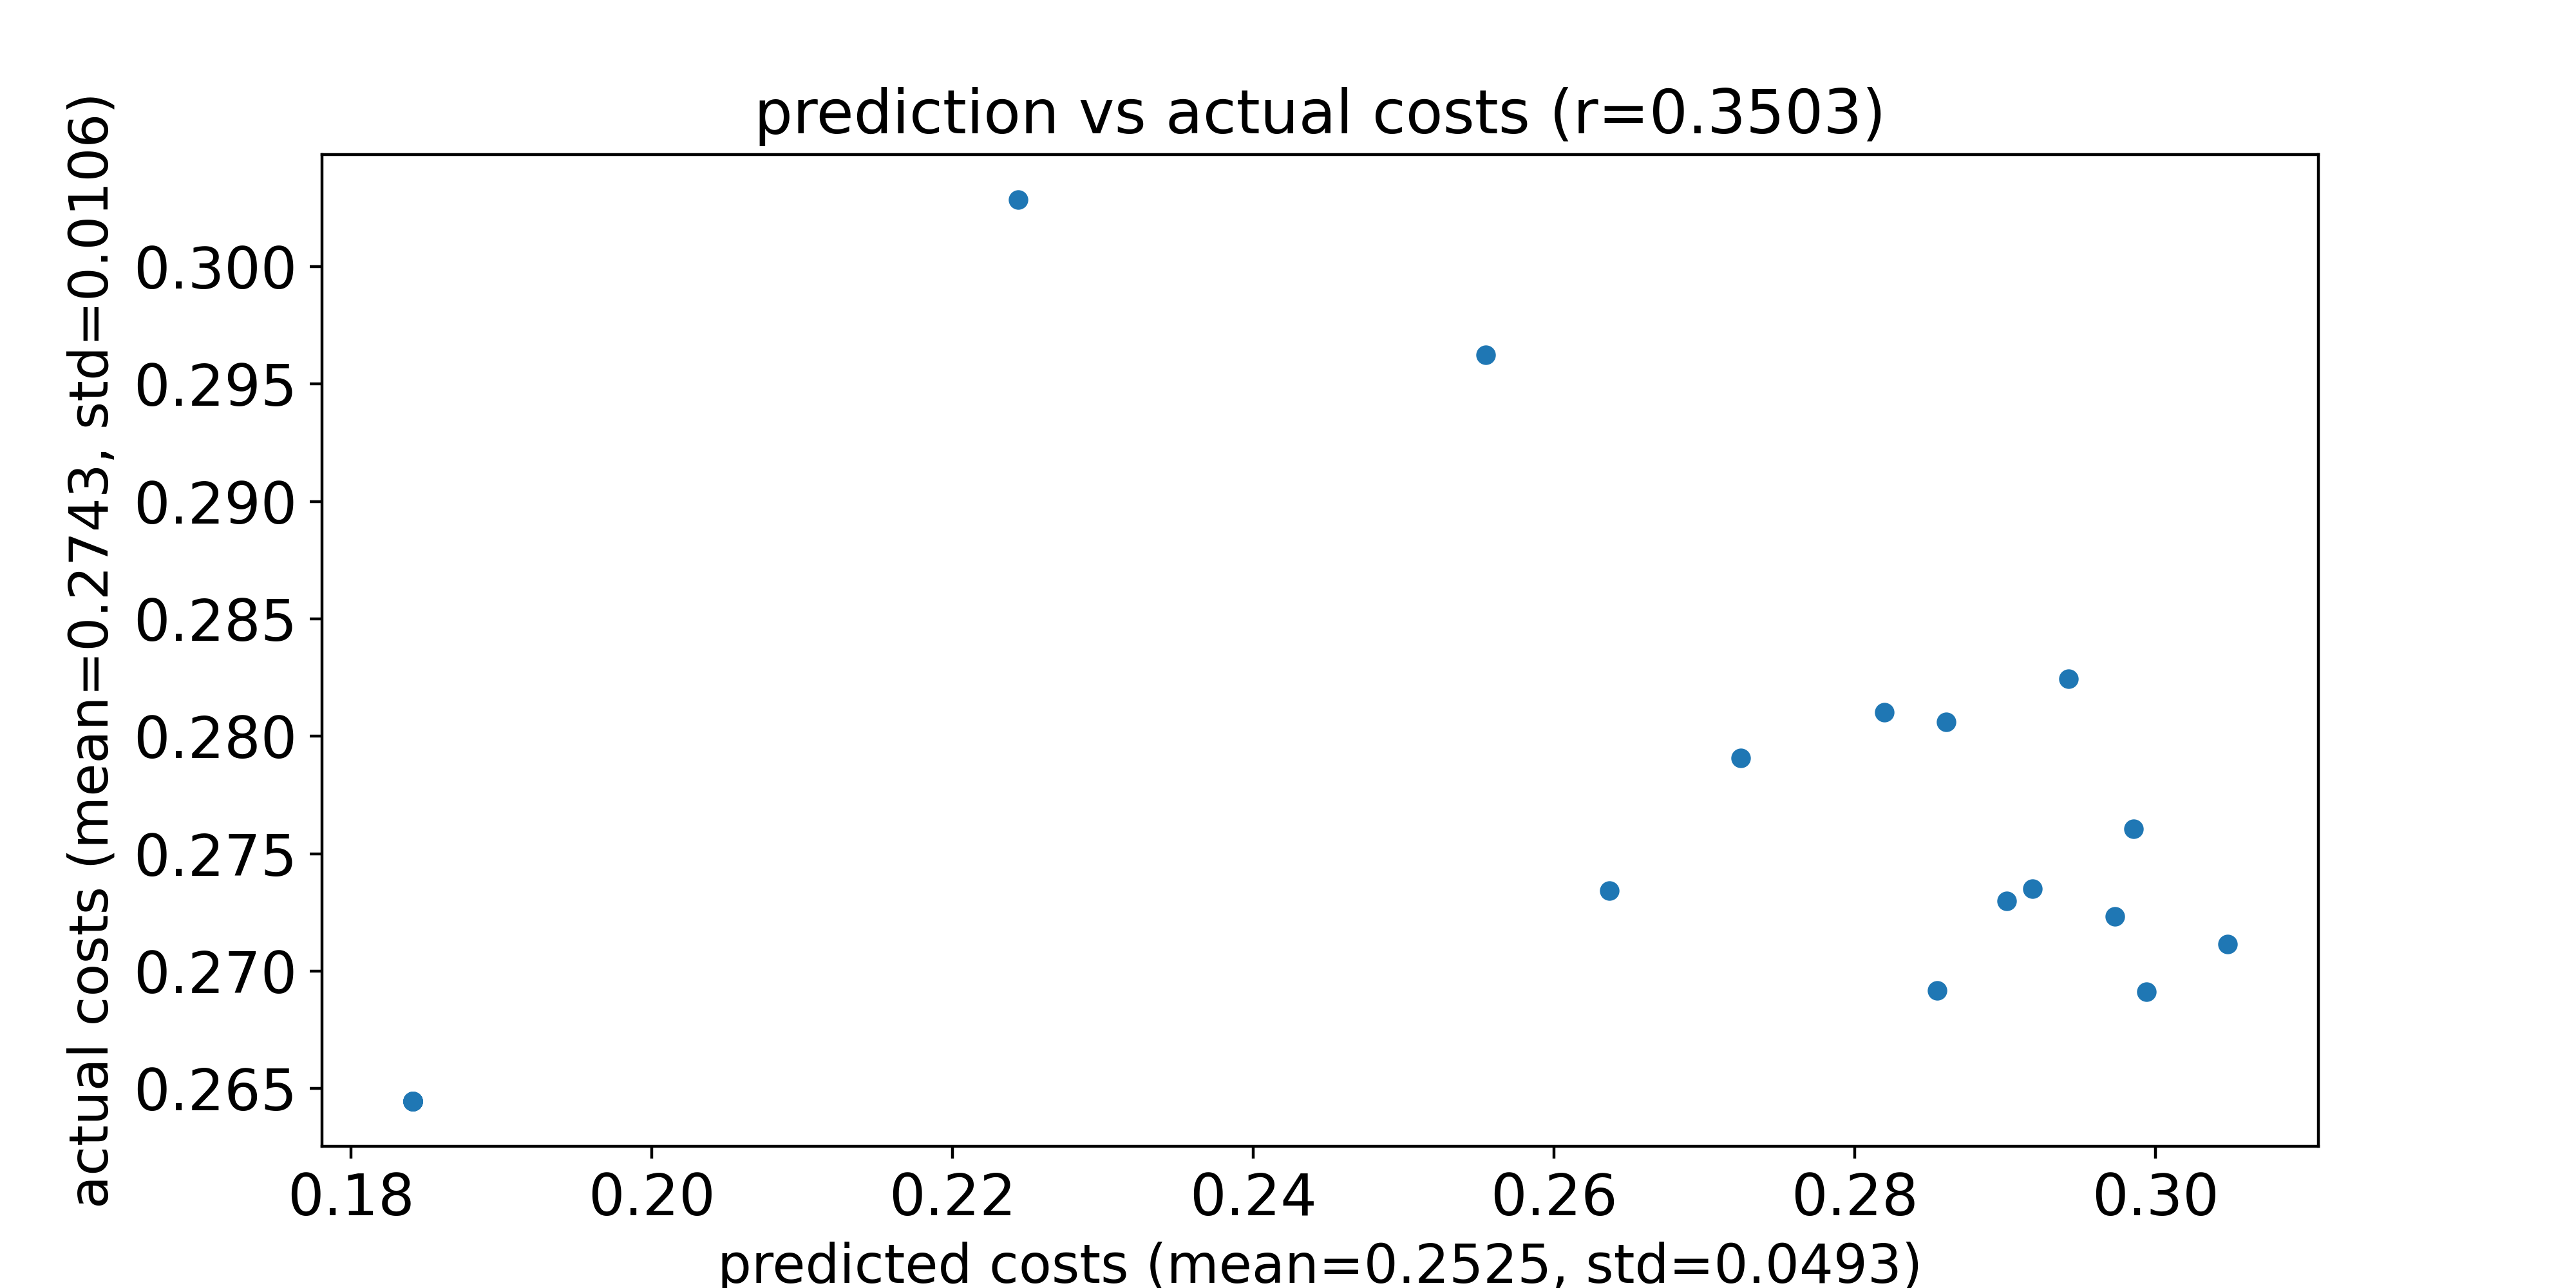 prediction vs actual costs (r=0.3503)
actual costs (mean=0.2743, std=0.0106)
0.300
0.295
0.290
0.285
0.280
0.275
0.270
0.265
0.18 0.20 0.22 0.24 0.26 0.28 0.30
predicted costs (mean=0.2525, std=0.0493)